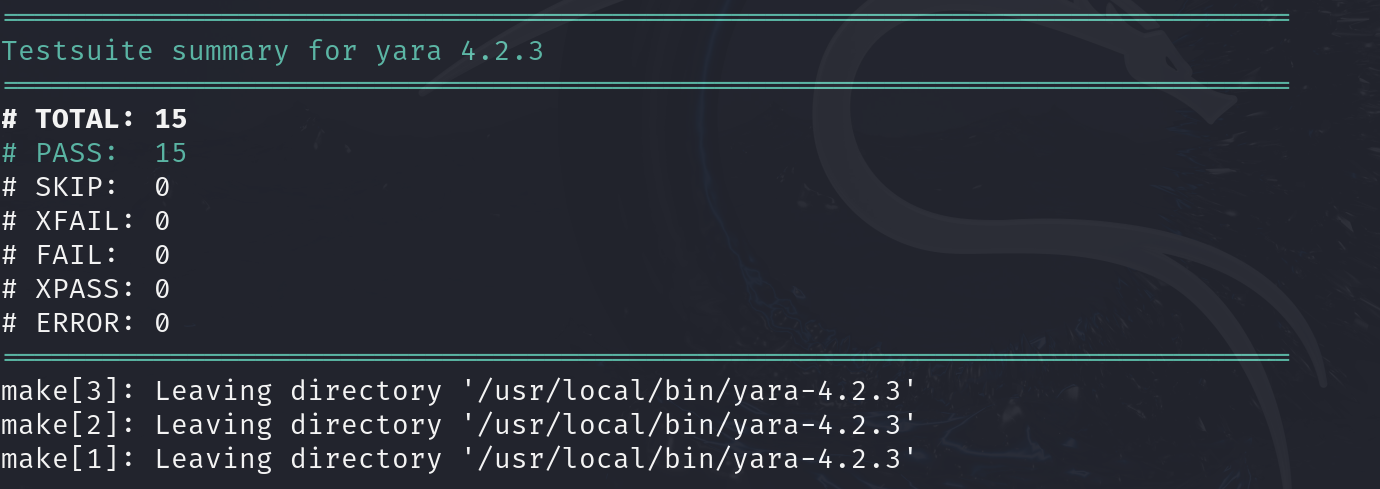 ============================================================================
Testsuite summary for yara 4.2.3
============================================================================
# TOTAL: 15
# PASS:  15
# SKIP:  0
# XFAIL: 0
# FAIL:  0
# XPASS: 0
# ERROR: 0
============================================================================
make[3]: Leaving directory '/usr/local/bin/yara-4.2.3'
make[2]: Leaving directory '/usr/local/bin/yara-4.2.3'
make[1]: Leaving directory '/usr/local/bin/yara-4.2.3'